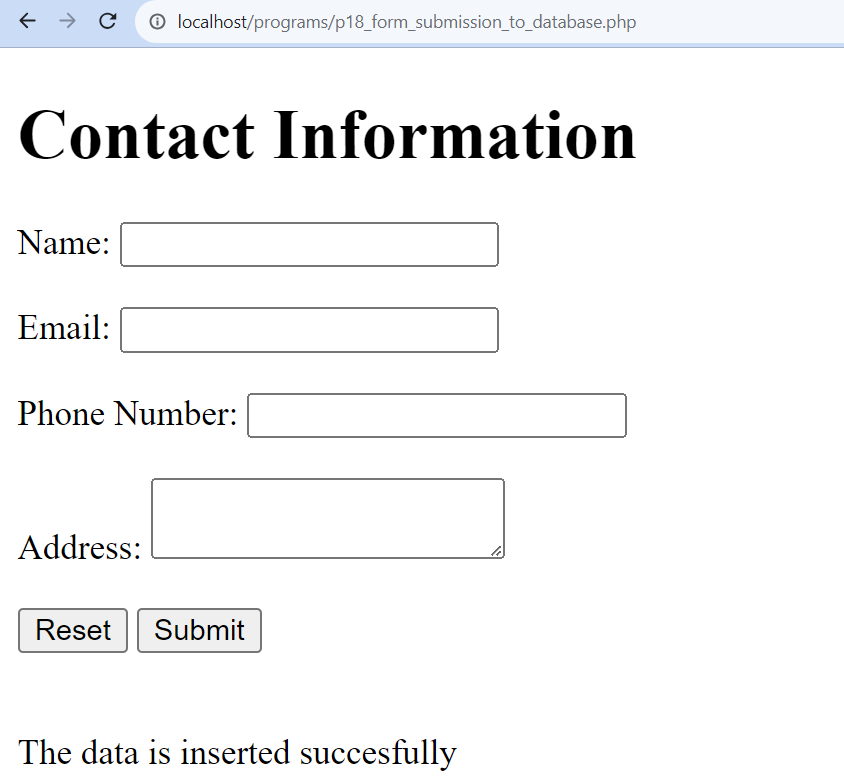 localhost/programs/p18_form_submission_to_database.php
Contact Information
Name:
Email:
Phone Number:
Address:
Reset Submit
The data is inserted succesfully